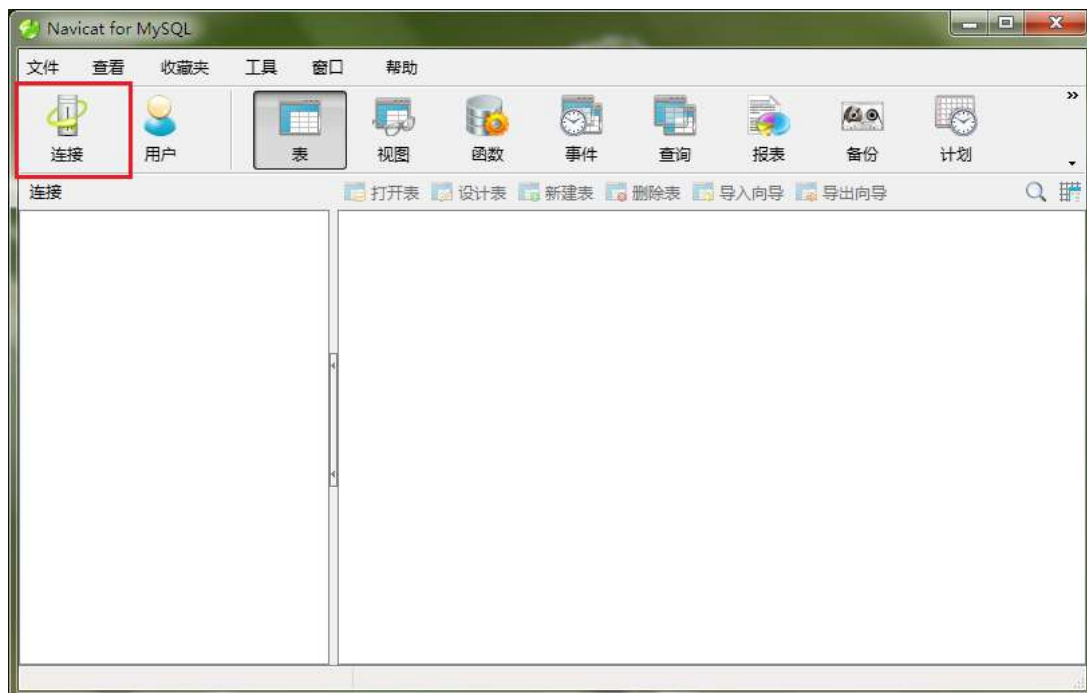 Navicat for MySQL
文件 查看 收藏夹 工具 窗口 帮助
连接 用户 表 视图 函数 事件 查询 报表 备份 计划 »
连接 打开表 设计表 新建表 删除表 导入向导 导出向导